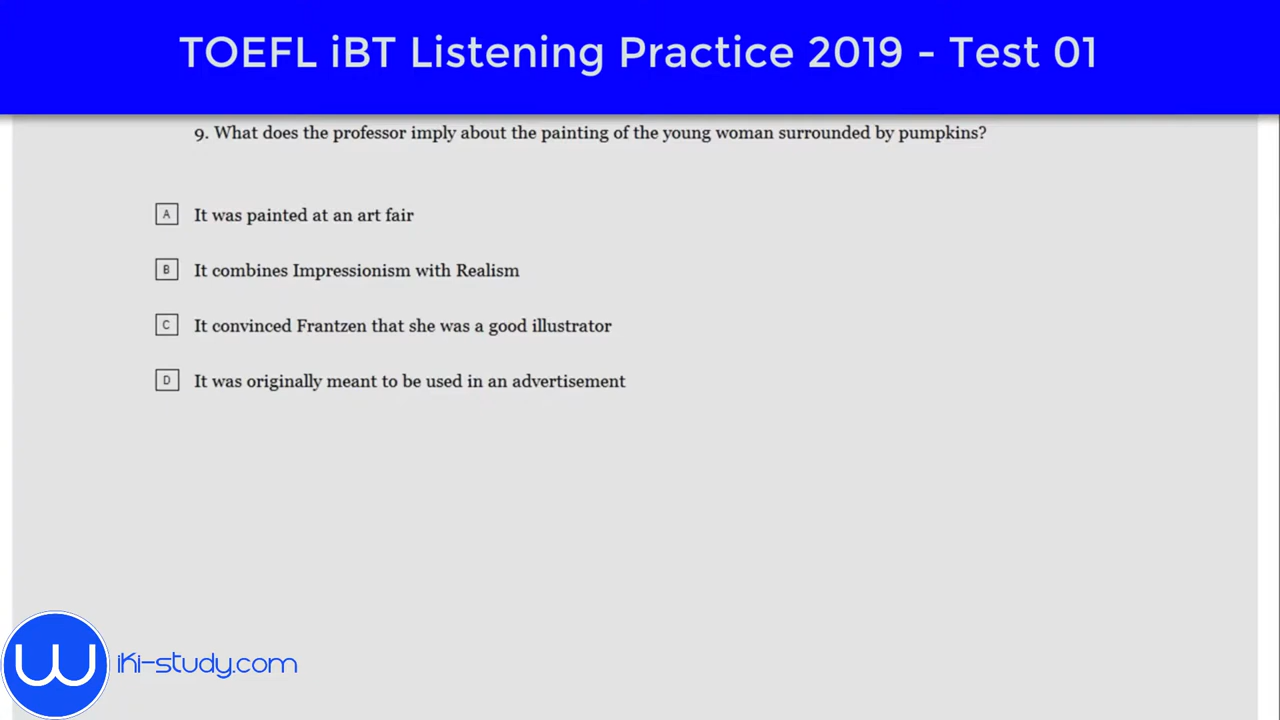 TOEFL iBT Listening Practice 2019 - Test 01
9. What does the professor imply about the painting of the young woman surrounded by pumpkins?
A It was painted at an art fair
B It combines Impressionism with Realism
C It convinced Frantzen that she was a good illustrator
D It was originally meant to be used in an advertisement
Wiki-study.com